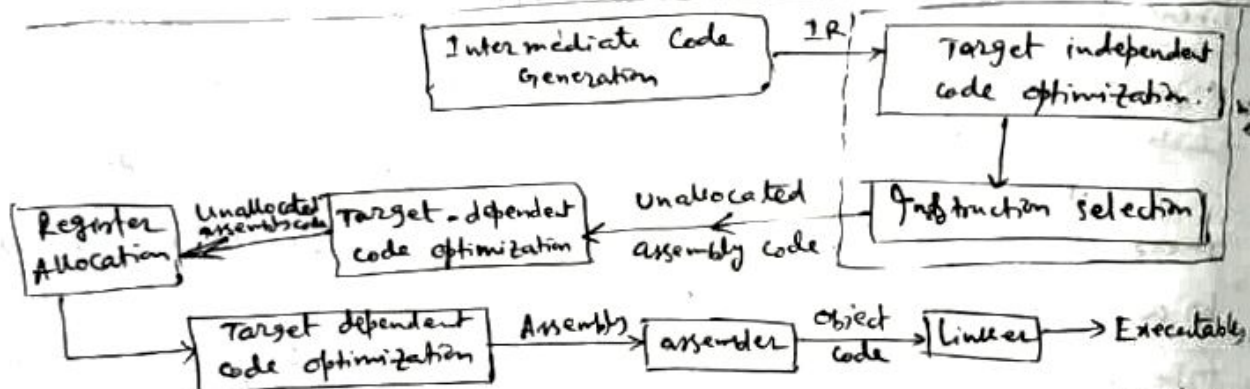 Intermediate Code
Generation
IR
Target independent
code optimization.
Instruction selection
Unallocated
assembly code
Target-dependent
code optimization
Unallocated
assembly code
Register
Allocation
Target dependent
code optimization
Assembly
assembler
Object
code
Linker
Executables